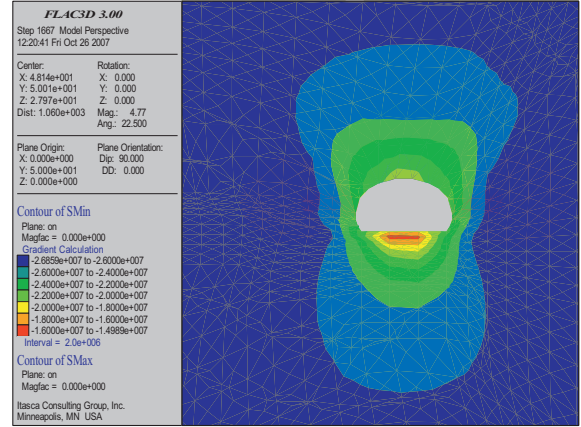 FLAC3D 3.00
Step 1667 Model Perspective
12:20:41 Fri Oct 26 2007
Center: Rotation:
X: 4.814e+001 X: 0.000
Y: 5.001e+001 Y: 0.000
Z: 2.797e+001 Z: 0.000
Dist: 1.060e+003 Mag.: 4.77
Ang.: 22.500
Plane Origin: Plane Orientation:
X: 0.000e+000 Dip: 90.000
Y: 5.000e+001 DD: 0.000
Z: 0.000e+000
Contour of SMin
Plane: on
Magfac = 0.000e+000
Gradient Calculation
-2.6859e+007 to -2.6000e+007
-2.6000e+007 to -2.4000e+007
-2.4000e+007 to -2.2000e+007
-2.2000e+007 to -2.0000e+007
-2.0000e+007 to -1.8000e+007
-1.8000e+007 to -1.6000e+007
-1.6000e+007 to -1.4989e+007
Interval = 2.0e+006
Contour of SMax
Plane: on
Magfac = 0.000e+000
Itasca Consulting Group, Inc.
Minneapolis, MN USA